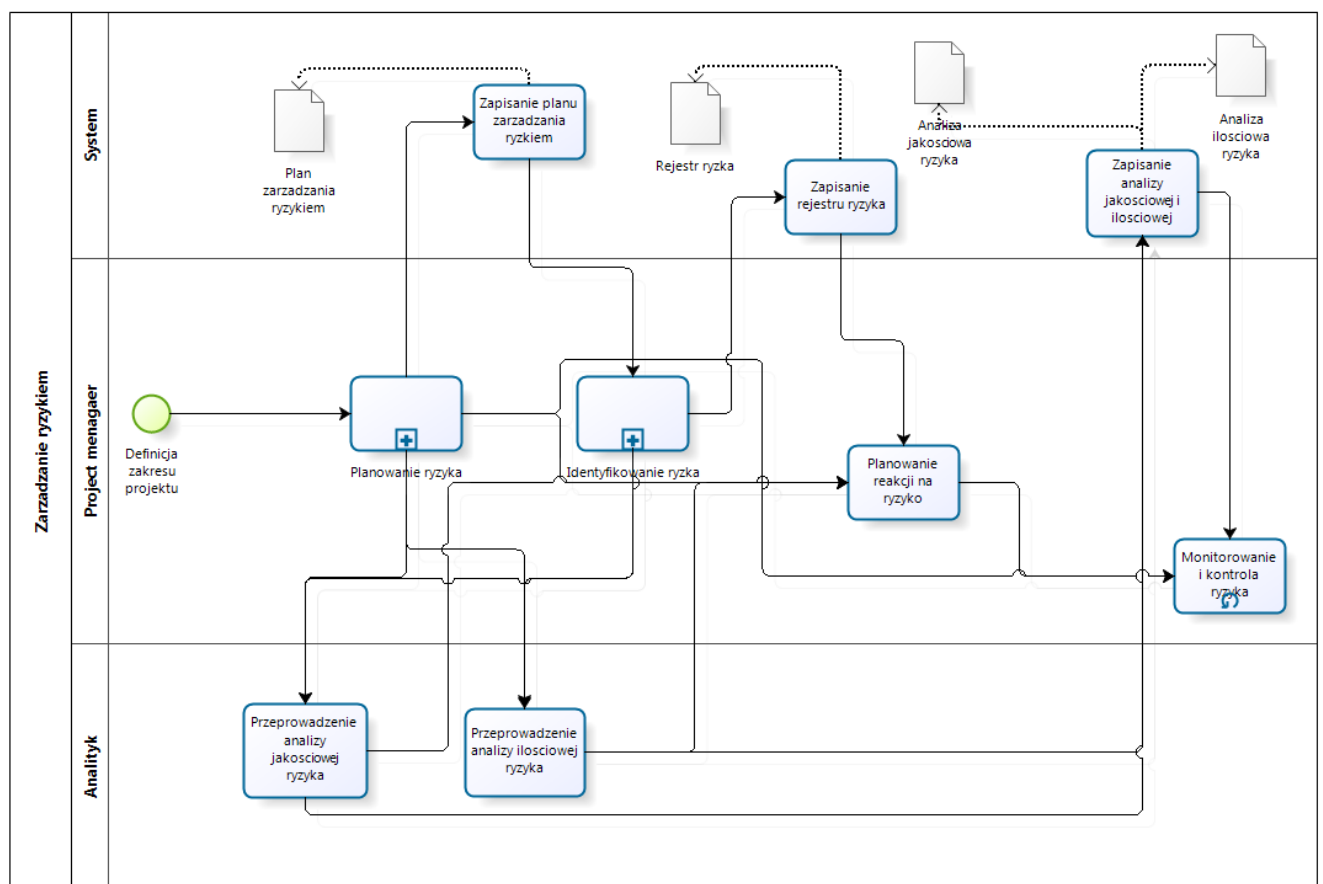 Zarzadzanie ryzykiem
System
Plan
zarzadzania
ryzykiem
Zapisanie planu
zarzadzania
ryzkiem
Rejestr ryzka
Zapisanie
rejestru ryzyka
Analiza
jakosciowa
ryzyka
Zapisanie
analizy
jakosciowej i
ilosciowej
Analiza
ilosciowa
ryzyka
Project menagaer
Definicja
zakresu
projektu
Planowanie ryzyka
Identyfikowanie ryzka
Planowanie
reakcji na
ryzyko
Monitorowanie
i kontrola
ryzyka
Analityk
Przeprowadzenie
analizy
jakosciowej
ryzyka
Przeprowadzenie
analizy ilosciowej
ryzyka